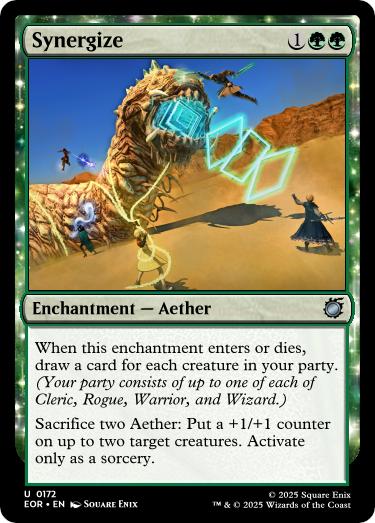 Synergize 1
Enchantment — Aether
When this enchantment enters or dies,
draw a card for each creature in your party.
(Your party consists of up to one of each of
Cleric, Rogue, Warrior, and Wizard.)
Sacrifice two Aether: Put a +1/+1 counter
on up to two target creatures. Activate
only as a sorcery.
U 0172
EOR • EN SQUARE ENIX
© 2025 Square Enix
™ & © 2025 Wizards of the Coast